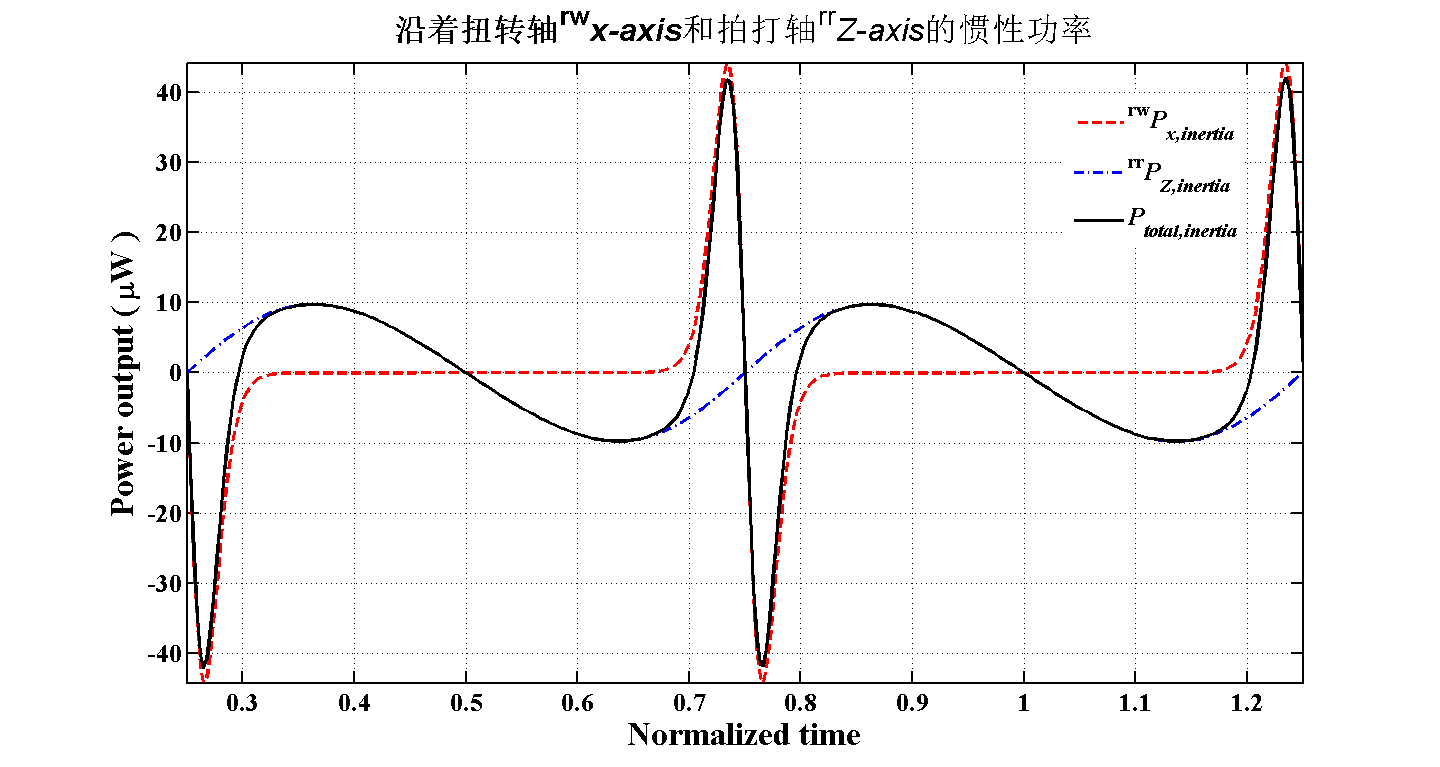 沿着扭转轴rwx-axis和拍打轴rrZ-axis的惯性功率
rwPx,inertia
rrPZ,inertia
Ptotal,inertia
Power output ( μW )
40
30
20
10
0
-10
-20
-30
-40
0.3 0.4 0.5 0.6 0.7 0.8 0.9 1 1.1 1.2
Normalized time